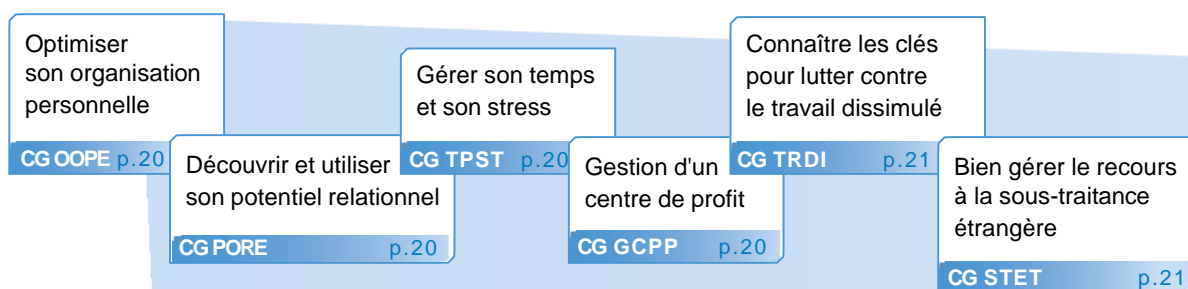 Optimiser
son organisation
personnelle
CG OOPE p.20
Découvrir et utiliser
son potentiel relationnel
CG PORE p.20
Gérer son temps
et son stress
CG TPST p.20
Gestion d'un
centre de profit
CG GCPP p.20
Connaître les clés
pour lutter contre
le travail dissimulé
CG TRDI p.21
Bien gérer le recours
à la sous-traitance
étrangère
CG STET p.21